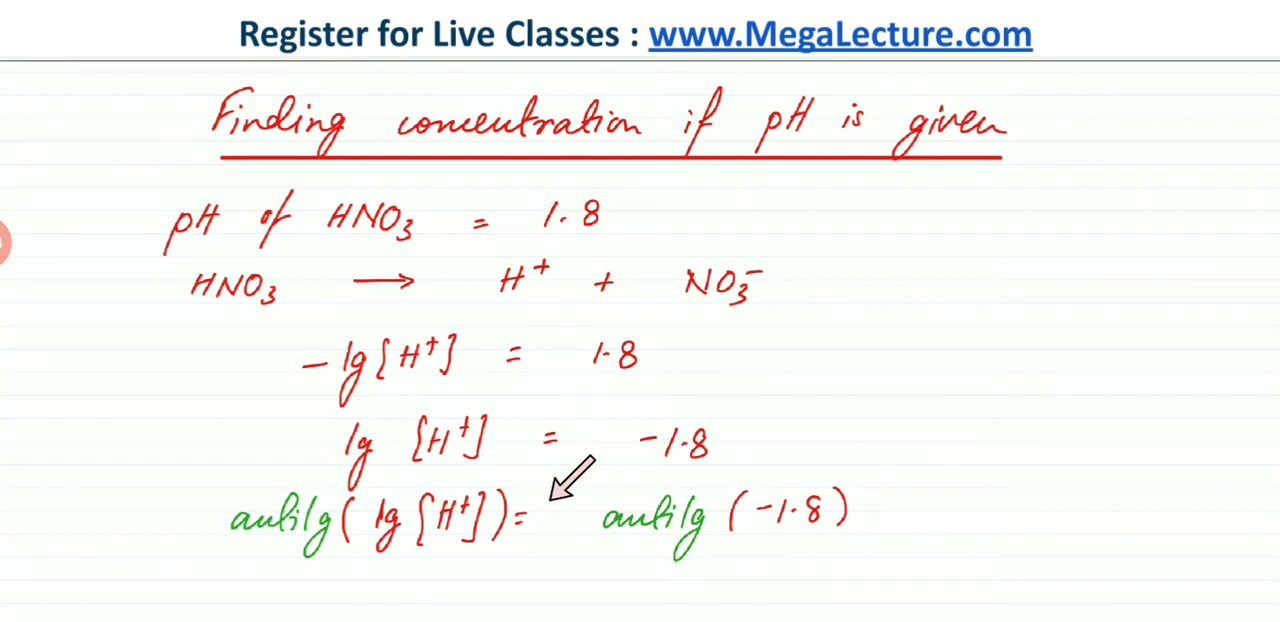 Register for Live Classes : www.MegaLecture.com
Finding concentration if pH is given
pH of HNO₃ = 1.8
HNO₃ → H⁺ + NO₃⁻
- lg [H⁺] = 1.8
lg [H⁺] = -1.8
antilg ( lg [H⁺] ) = antilg (-1.8)